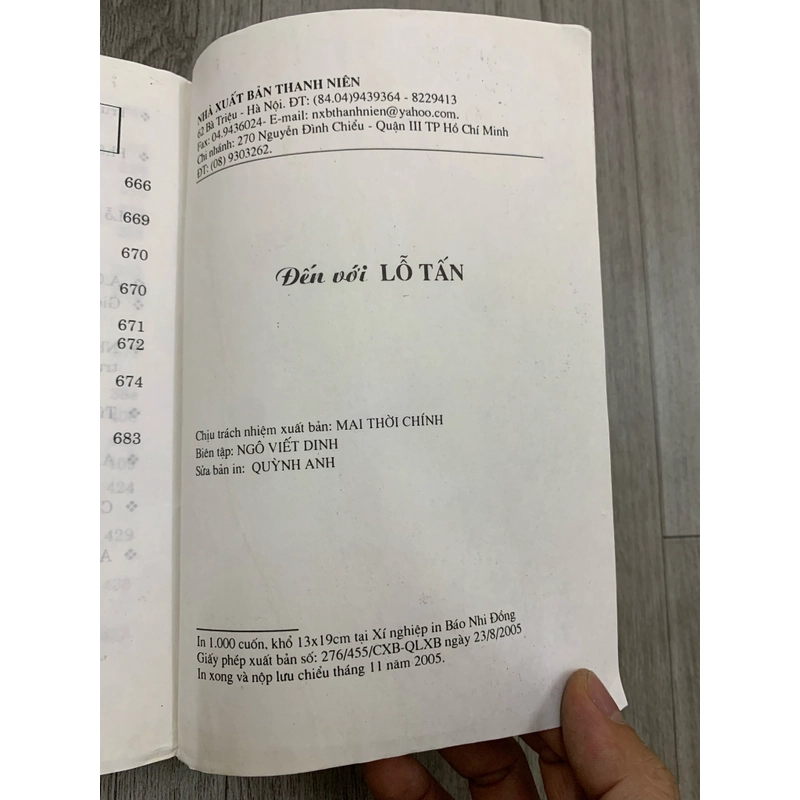 666
669
670
670
671
672
674
683
424
429
NHÀ XUẤT BẢN THANH NIÊN
62 Bà Triệu - Hà Nội. ĐT: (84.04)9439364 - 8229413
Fax: 04.9436024- E-mail: nxbthanhnien@yahoo.com.
Chi nhánh: 270 Nguyễn Đình Chiểu - Quận III TP Hồ Chí Minh
ĐT: (08) 9303262.
Đến với LỖ TẤN
Chịu trách nhiệm xuất bản: MAI THỜI CHÍNH
Biên tập: NGÔ VIẾT DINH
Sửa bản in: QUỲNH ANH
In 1.000 cuốn, khổ 13x19cm tại Xí nghiệp in Báo Nhi Đồng
Giấy phép xuất bản số: 276/455/CXB-QLXB ngày 23/8/2005
In xong và nộp lưu chiểu tháng 11 năm 2005.